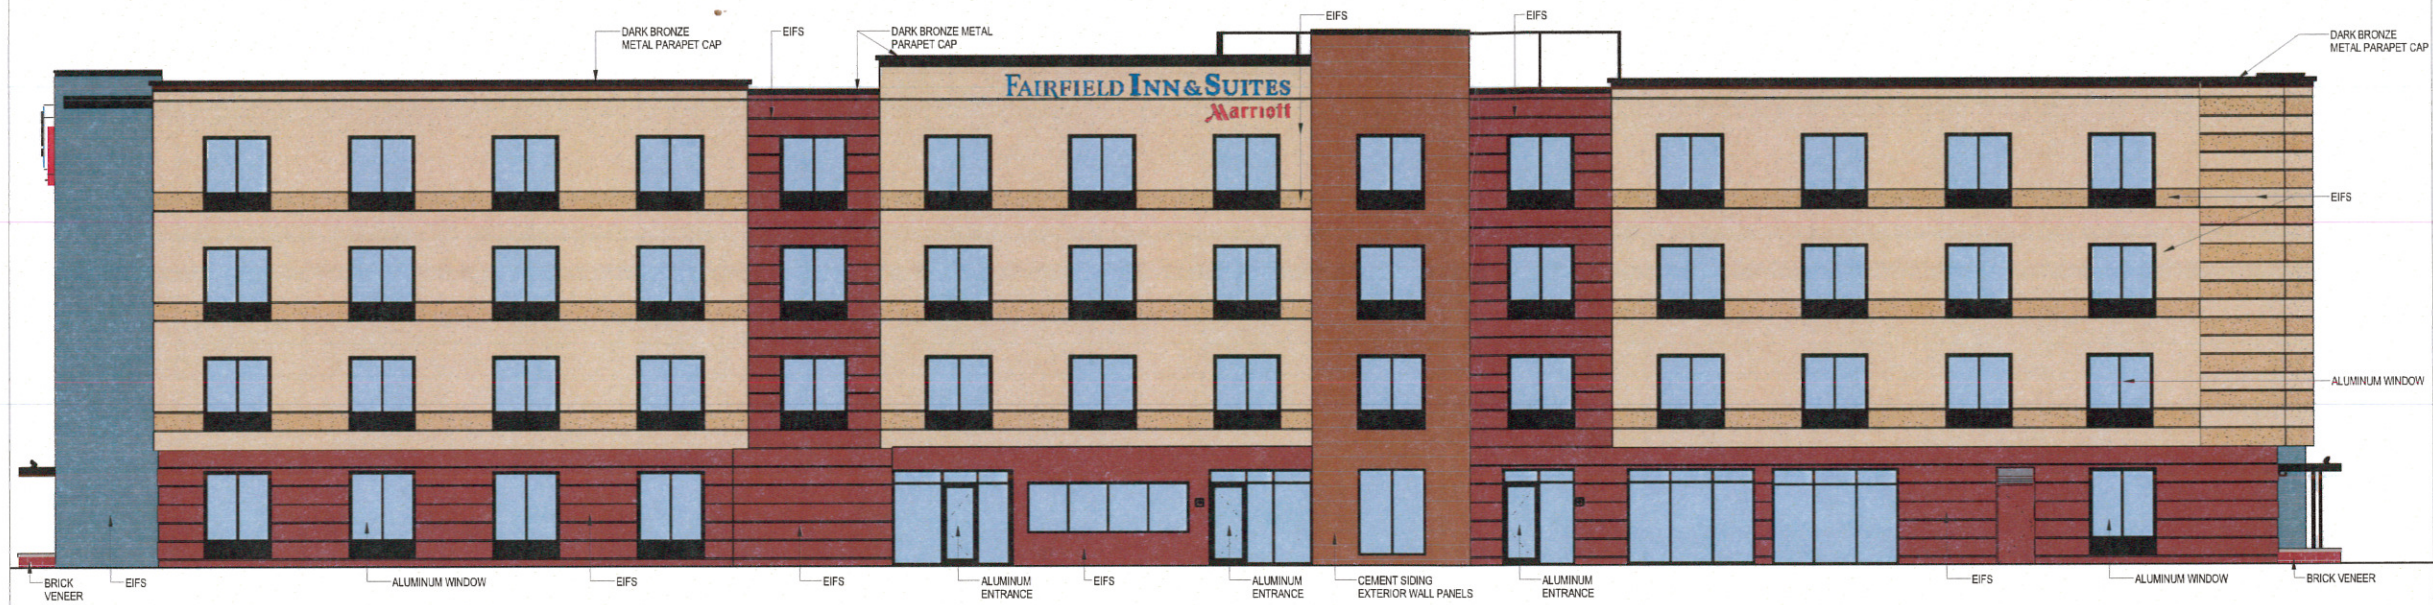 EIFS
EIFS
DARK BRONZE
METAL PARAPET CAP
EIFS
DARK BRONZE METAL
PARAPET CAP
DARK BRONZE
METAL PARAPET CAP
FAIRFIELD INN & SUITES
Marriott
EIFS
ALUMINUM WINDOW
BRICK
VENEER
EIFS
ALUMINUM WINDOW
EIFS
EIFS
ALUMINUM
ENTRANCE
EIFS
ALUMINUM
ENTRANCE
CEMENT SIDING
EXTERIOR WALL PANELS
ALUMINUM
ENTRANCE
EIFS
ALUMINUM WINDOW
BRICK VENEER